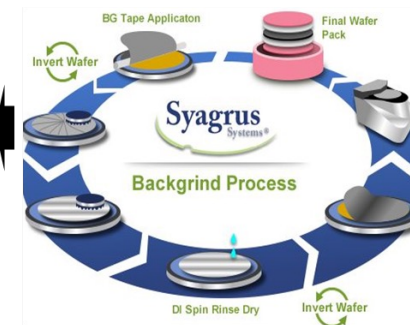 BG Tape Applicaton
Final Wafer
Pack
Invert Wafer
Syagrus
Systems®
Backgrind Process
DI Spin Rinse Dry
Invert Wafer